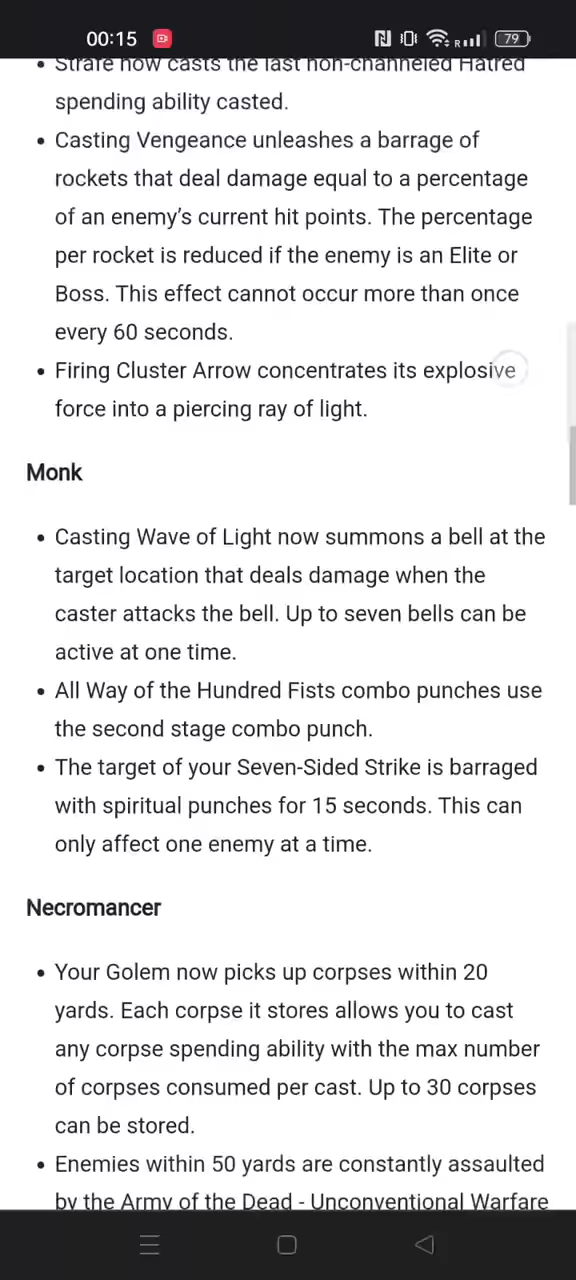 00:15
R
79
• Strafe now casts the last non-channeled Hatred
spending ability casted.
• Casting Vengeance unleashes a barrage of
rockets that deal damage equal to a percentage
of an enemy’s current hit points. The percentage
per rocket is reduced if the enemy is an Elite or
Boss. This effect cannot occur more than once
every 60 seconds.
• Firing Cluster Arrow concentrates its explosive
force into a piercing ray of light.
Monk
• Casting Wave of Light now summons a bell at the
target location that deals damage when the
caster attacks the bell. Up to seven bells can be
active at one time.
• All Way of the Hundred Fists combo punches use
the second stage combo punch.
• The target of your Seven-Sided Strike is barraged
with spiritual punches for 15 seconds. This can
only affect one enemy at a time.
Necromancer
• Your Golem now picks up corpses within 20
yards. Each corpse it stores allows you to cast
any corpse spending ability with the max number
of corpses consumed per cast. Up to 30 corpses
can be stored.
• Enemies within 50 yards are constantly assaulted
by the Army of the Dead - Unconventional Warfare